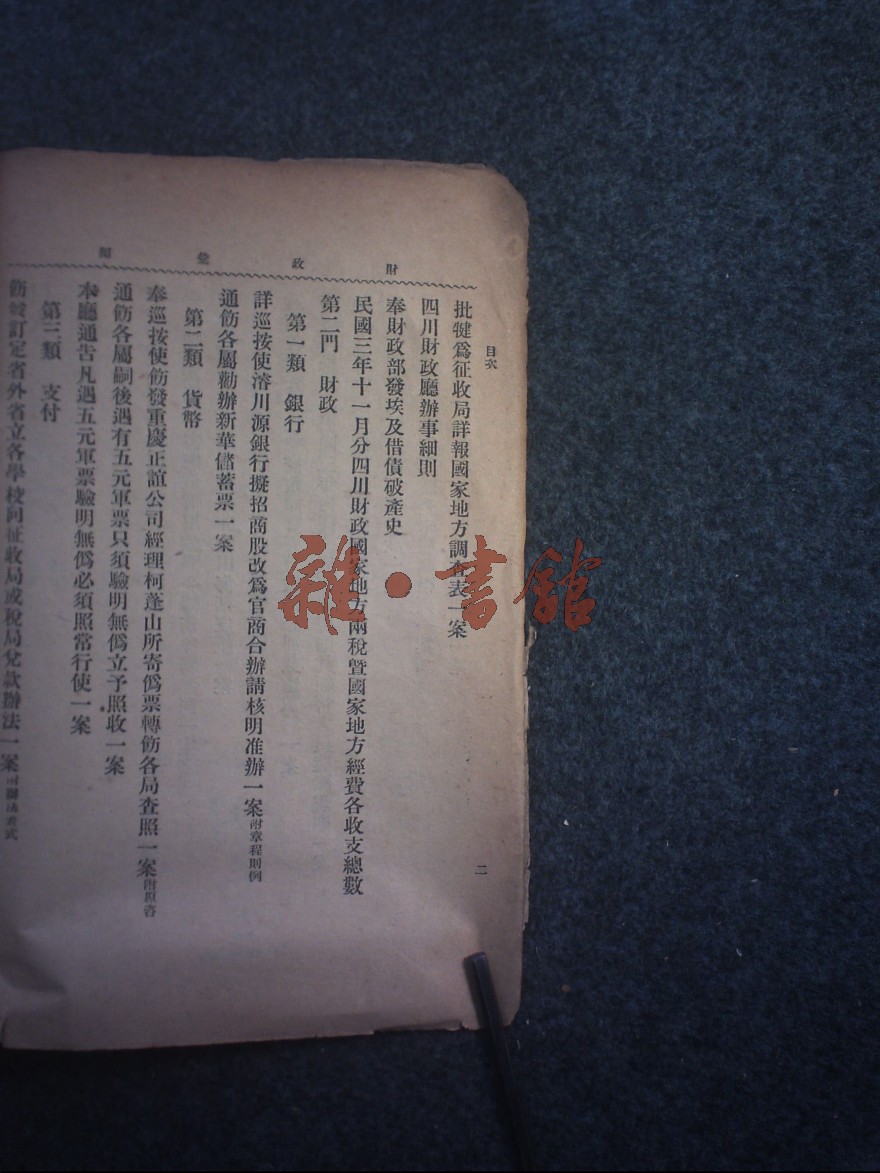 財政彙
目次
批犍爲征收局詳報國家地方調查表一案
四川財政廳辦事細則
奉財政部發埃及借債破產史
民國三年十一月分四川財政國家地方兩稅暨國家地方經費各收支總數
第二門 財政
第一類 銀行
詳巡按使濬川源銀行擬招商股改爲官商合辦請核明准辦一案附章程則例
通飭各屬勸辦新華儲蓄票一案
第二類 貨幣
奉巡按使飭發重慶正誼公司經理柯蓬山所寄僞票轉飭各局查照一案附原咨
通飭各屬嗣後遇有五元軍票只須驗明無僞立予照收一案
本廳通告凡遇五元軍票驗明無僞必須照常行使一案
第三類 支付
訂定省外省立各學校向征收局或稅局兌款辦法一案附辦法表式
二
雜·書館